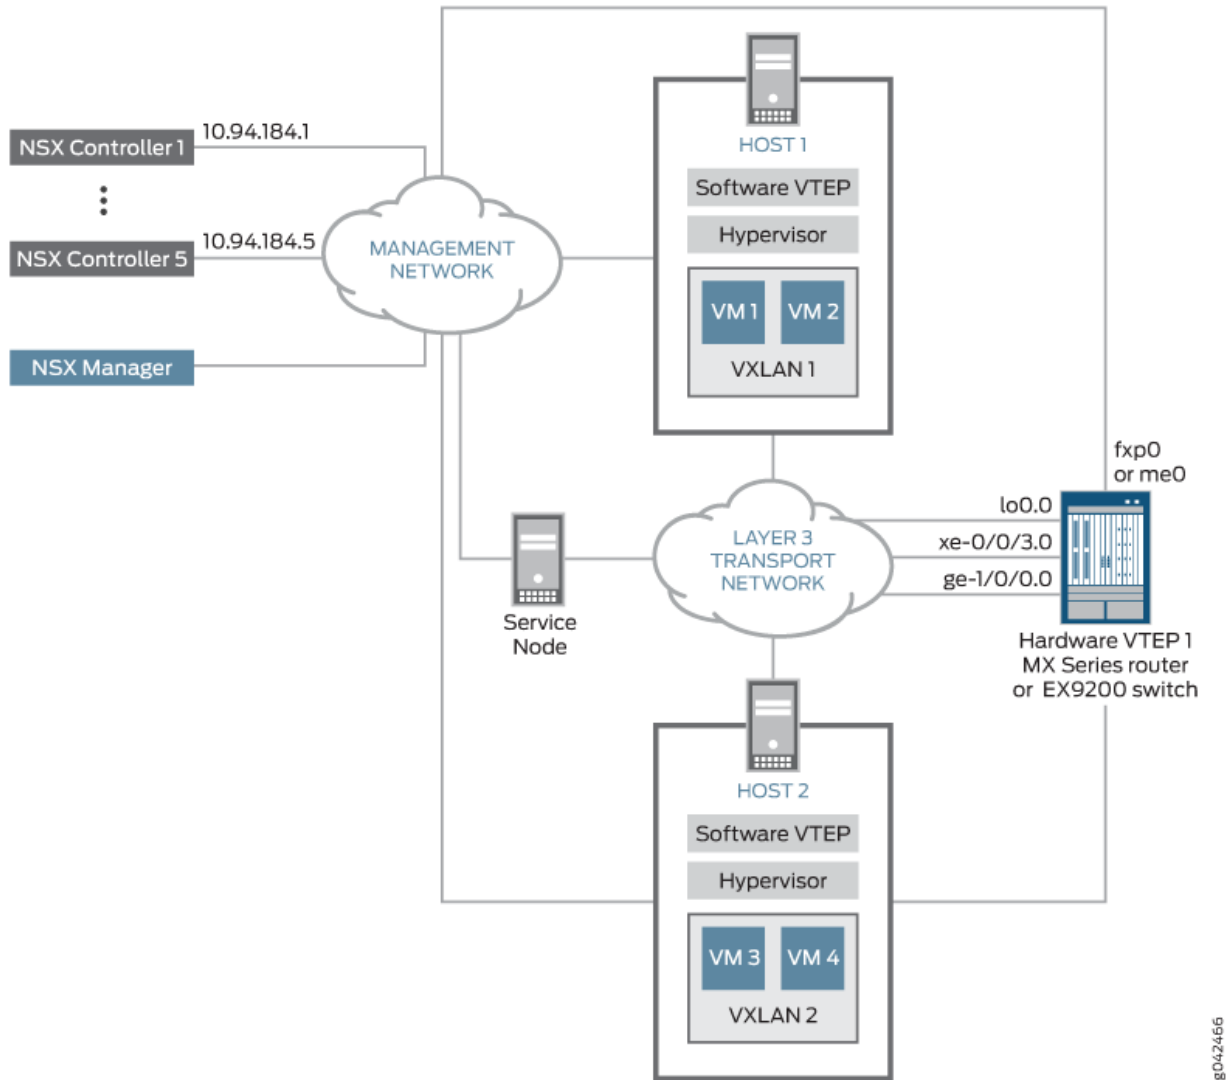 NSX Controller 1
10.94.184.1
NSX Controller 5
10.94.184.5
NSX Manager
MANAGEMENT
NETWORK
HOST 1
Software VTEP
Hypervisor
VM 1
VM 2
VXLAN 1
fxp0
or me0
lo0.0
xe-0/0/3.0
ge-1/0/0.0
LAYER 3
TRANSPORT
NETWORK
Service
Node
Hardware VTEP 1
MX Series router
or EX9200 switch
HOST 2
Software VTEP
Hypervisor
VM 3
VM 4
VXLAN 2
g042466